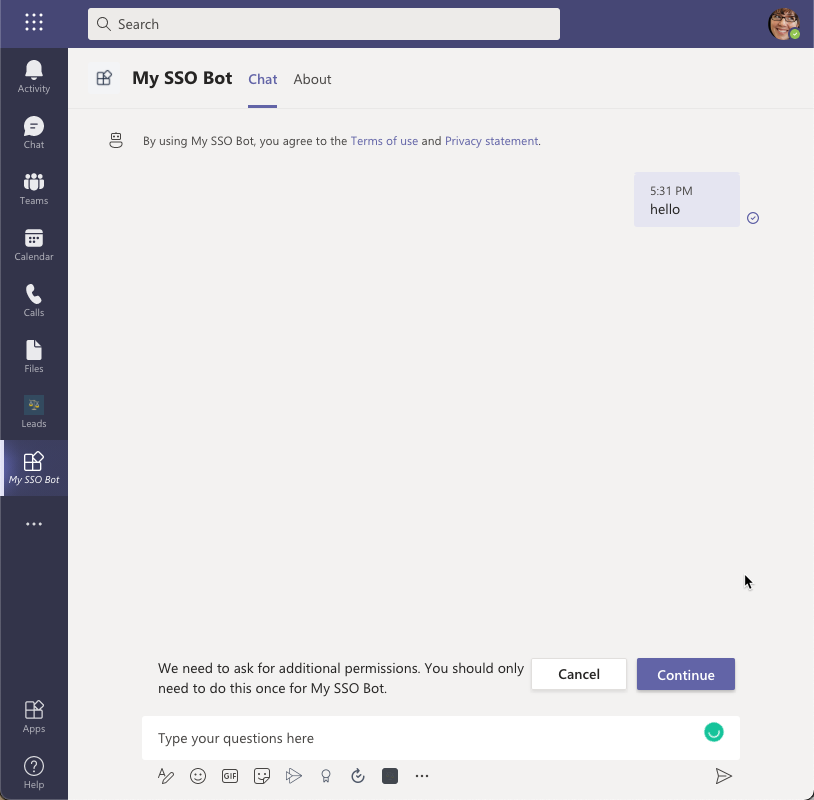 Search
Activity
Chat
Teams
Calendar
Calls
Files
Leads
My SSO Bot
Apps
Help
My SSO Bot Chat About
By using My SSO Bot, you agree to the Terms of use and Privacy statement.
5:31 PM
hello
We need to ask for additional permissions. You should only
need to do this once for My SSO Bot.
Cancel
Continue
Type your questions here
GIF